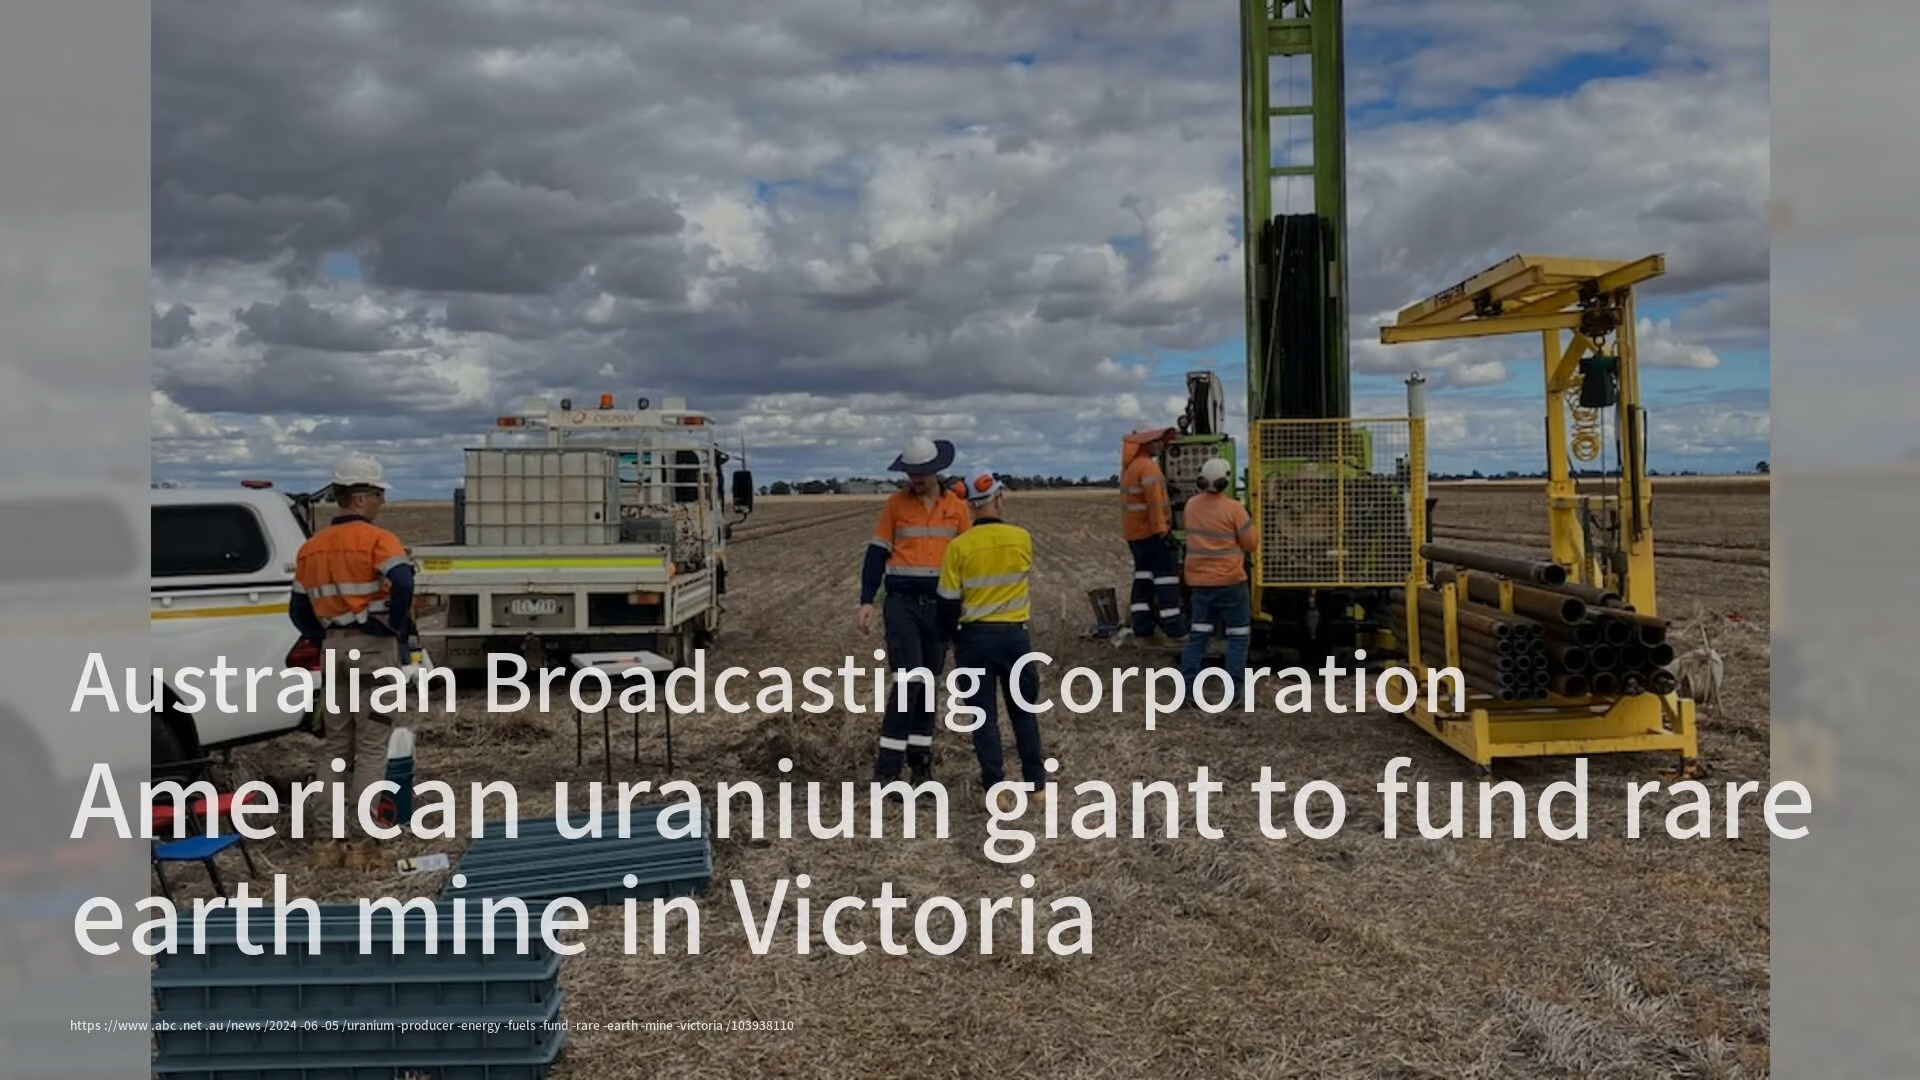 Australian Broadcasting Corporation
American uranium giant to fund rare
earth mine in Victoria
https://www.abc.net.au/news/2024-06-05/uranium-producer-energy-fuels-fund-rare-earth-mine-victoria/103938110